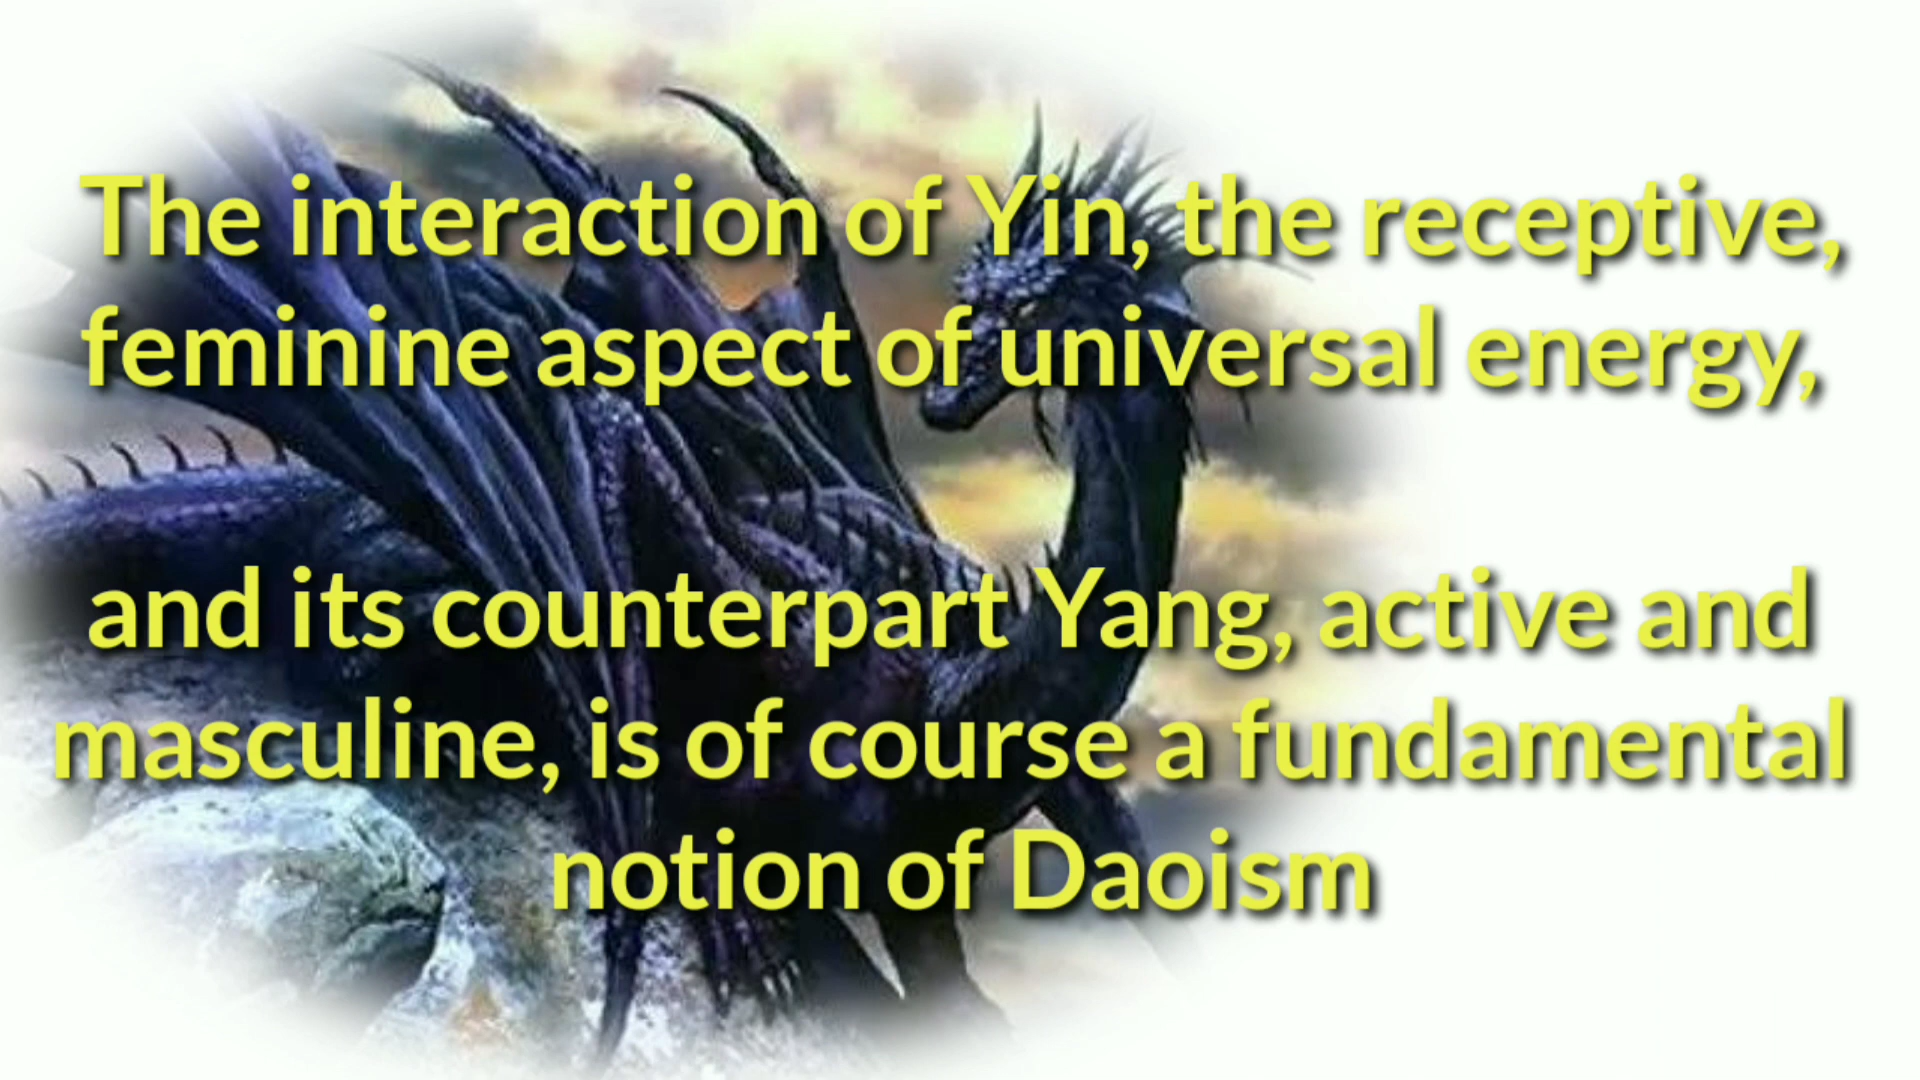 The interaction of Yin, the receptive,
feminine aspect of universal energy,
and its counterpart Yang, active and
masculine, is of course a fundamental
notion of Daoism